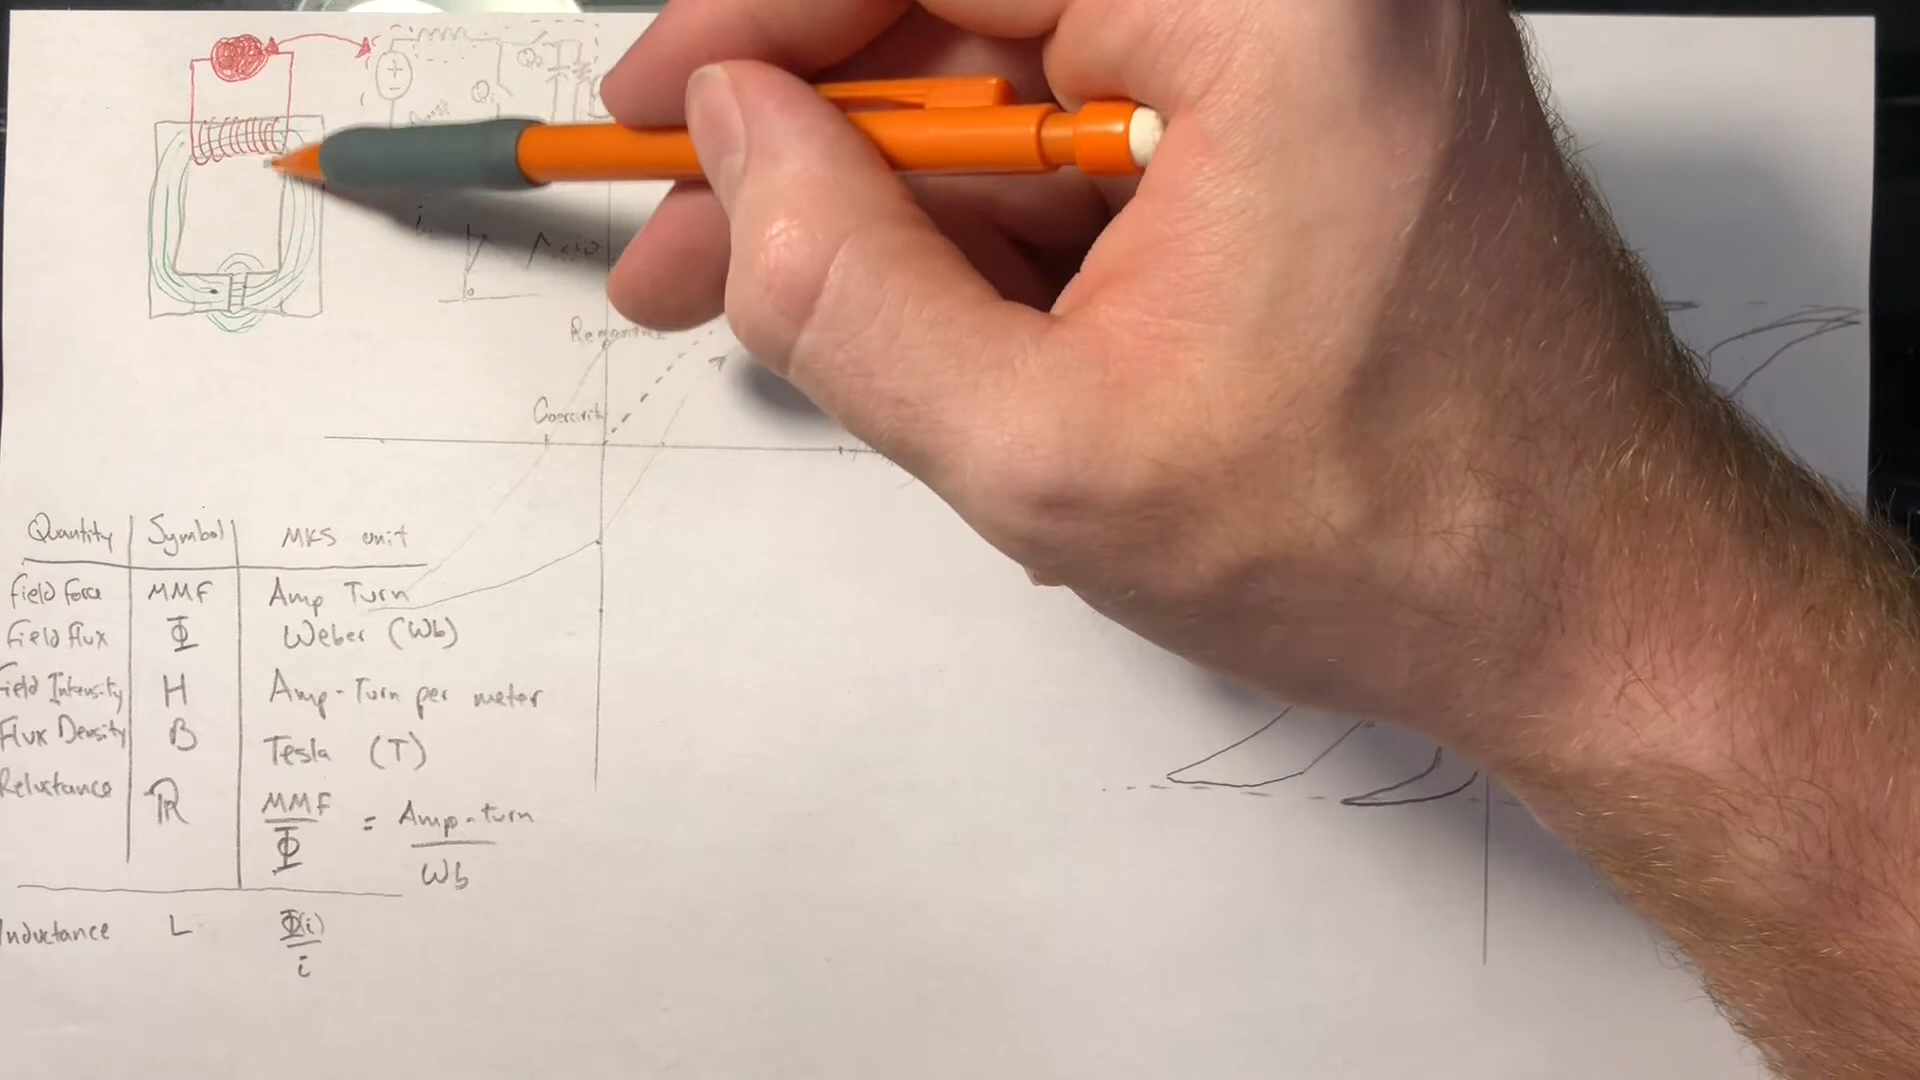 +
-
Q1
i
Coercivity
Quantity Symbol MKS unit
Field Force MMF Amp Turn
Field Flux Φ Weber (Wb)
Field Intensity H Amp-Turn per meter
Flux Density B Tesla (T)
Reluctance R MMF/Φ = Amp-turn/Wb
Inductance L Φ(i)/i